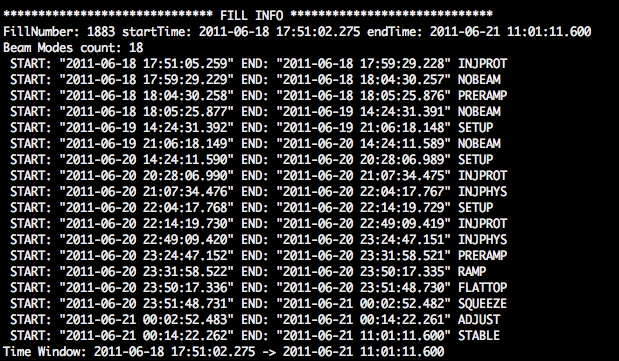 ****************************** FILL INFO *****************************
FillNumber: 1883 startTime: 2011-06-18 17:51:02.275 endTime: 2011-06-21 11:01:11.600
Beam Modes count: 18
START: "2011-06-18 17:51:05.259" END: "2011-06-18 17:59:29.228" INJPROT
START: "2011-06-18 17:59:29.229" END: "2011-06-18 18:04:30.257" NOBEAM
START: "2011-06-18 18:04:30.258" END: "2011-06-18 18:05:25.876" PRERAMP
START: "2011-06-18 18:05:25.877" END: "2011-06-19 14:24:31.391" NOBEAM
START: "2011-06-19 14:24:31.392" END: "2011-06-19 21:06:18.148" SETUP
START: "2011-06-19 21:06:18.149" END: "2011-06-20 14:24:11.589" NOBEAM
START: "2011-06-20 14:24:11.590" END: "2011-06-20 20:28:06.989" SETUP
START: "2011-06-20 20:28:06.990" END: "2011-06-20 21:07:34.475" INJPROT
START: "2011-06-20 21:07:34.476" END: "2011-06-20 22:04:17.767" INJPHYS
START: "2011-06-20 22:04:17.768" END: "2011-06-20 22:14:19.729" SETUP
START: "2011-06-20 22:14:19.730" END: "2011-06-20 22:49:09.419" INJPROT
START: "2011-06-20 22:49:09.420" END: "2011-06-20 23:24:47.151" INJPHYS
START: "2011-06-20 23:24:47.152" END: "2011-06-20 23:31:58.521" PRERAMP
START: "2011-06-20 23:31:58.522" END: "2011-06-20 23:50:17.335" RAMP
START: "2011-06-20 23:50:17.336" END: "2011-06-20 23:51:48.730" FLATTOP
START: "2011-06-20 23:51:48.731" END: "2011-06-21 00:02:52.482" SQUEEZE
START: "2011-06-21 00:02:52.483" END: "2011-06-21 00:14:22.261" ADJUST
START: "2011-06-21 00:14:22.262" END: "2011-06-21 11:01:11.600" STABLE
Time Window: 2011-06-18 17:51:02.275 -> 2011-06-21 11:01:11.600